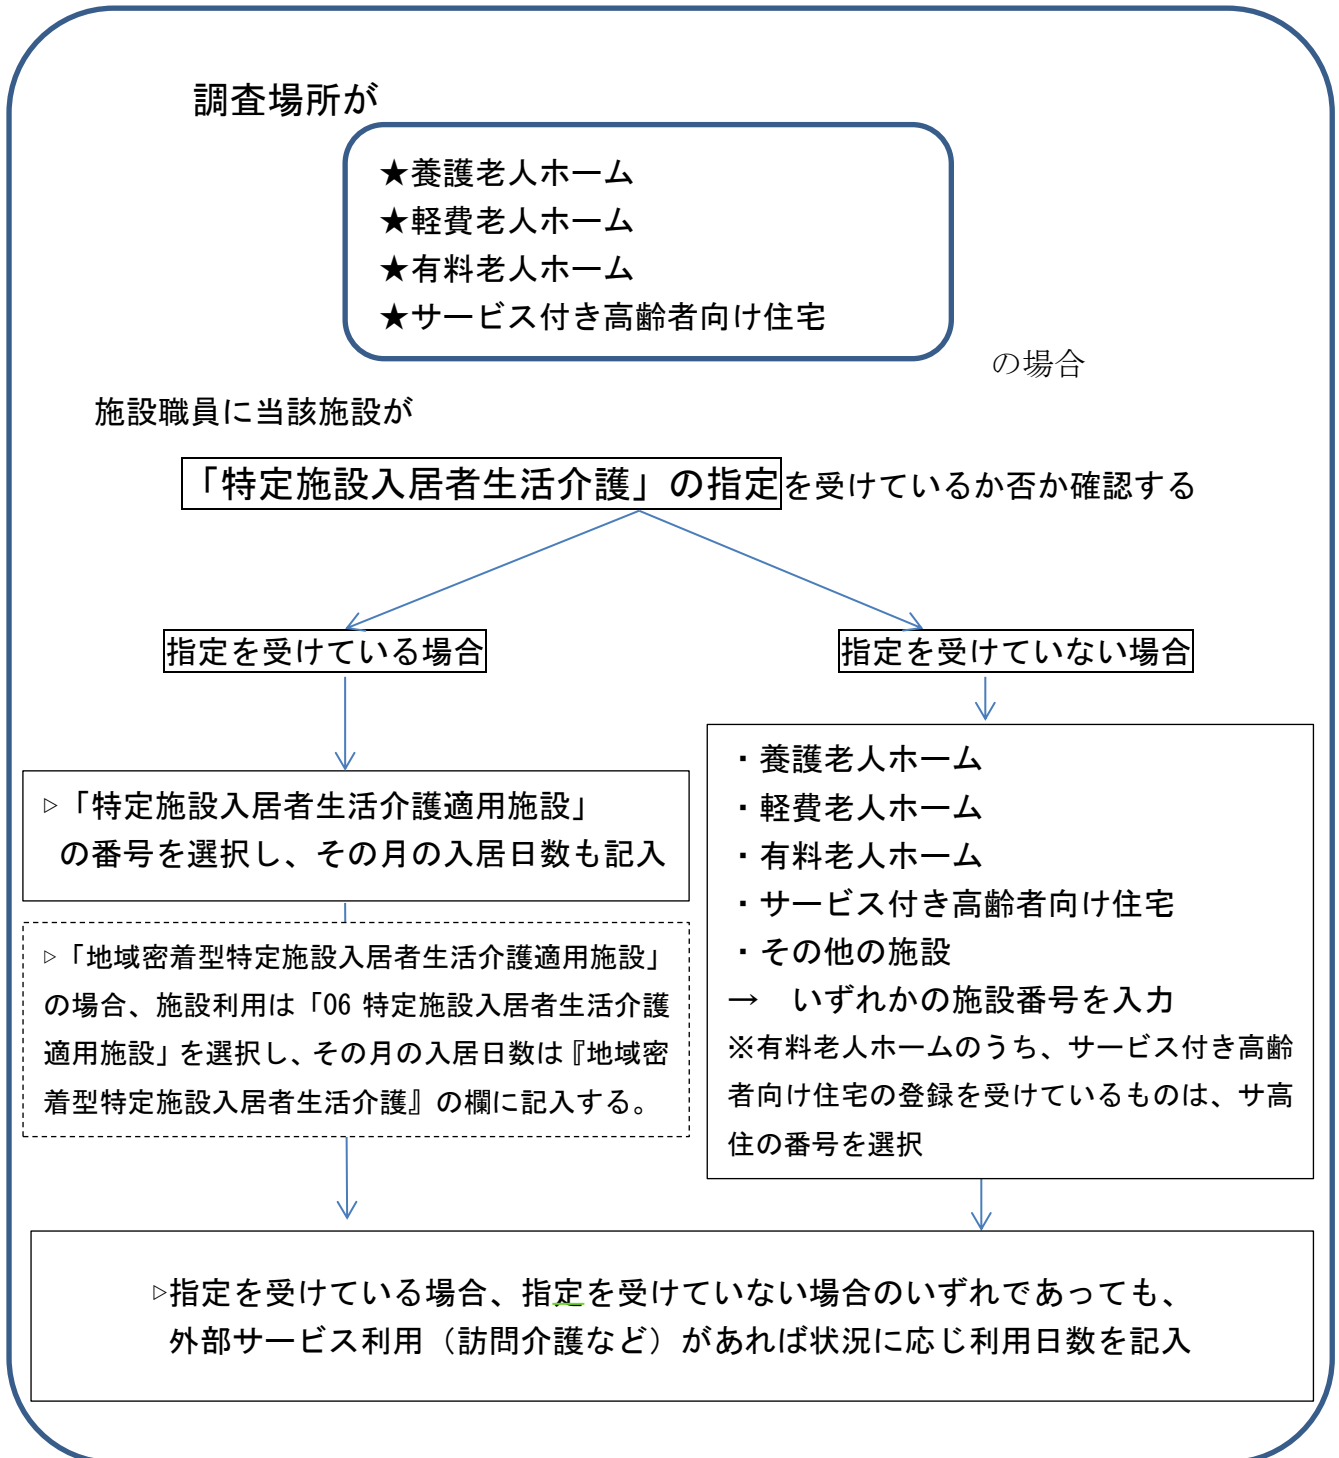 調査場所が
★養護老人ホーム
★軽費老人ホーム
★有料老人ホーム
★サービス付き高齢者向け住宅
の場合
施設職員に当該施設が
「特定施設入居者生活介護」の指定を受けているか否か確認する
指定を受けている場合
▷「特定施設入居者生活介護適用施設」
の番号を選択し、その月の入居日数も記入
▷「地域密着型特定施設入居者生活介護適用施設」
の場合、施設利用は「06 特定施設入居者生活介護
適用施設」を選択し、その月の入居日数は『地域密
着型特定施設入居者生活介護』の欄に記入する。
指定を受けていない場合
・養護老人ホーム
・軽費老人ホーム
・有料老人ホーム
・サービス付き高齢者向け住宅
・その他の施設
→　いずれかの施設番号を入力
※有料老人ホームのうち、サービス付き高齢
者向け住宅の登録を受けているものは、サ高
住の番号を選択
▷指定を受けている場合、指定を受けていない場合のいずれであっても、
外部サービス利用（訪問介護など）があれば状況に応じ利用日数を記入